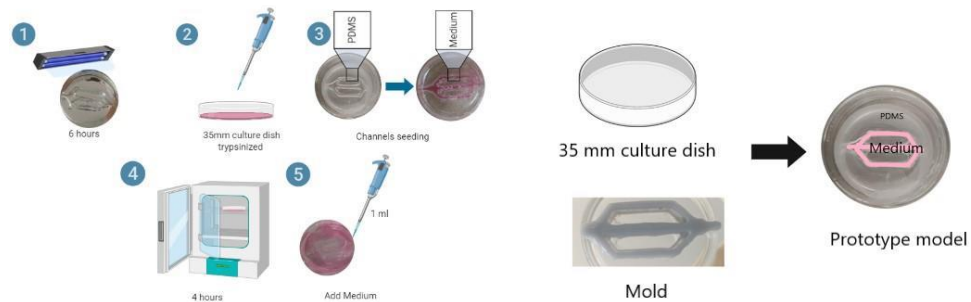 1
2
3
PDMS
Medium
6 hours
35mm culture dish
trypsinized
Channels seeding
4
5
1 ml
4 hours
Add Medium
35 mm culture dish
PDMS
Medium
Prototype model
Mold